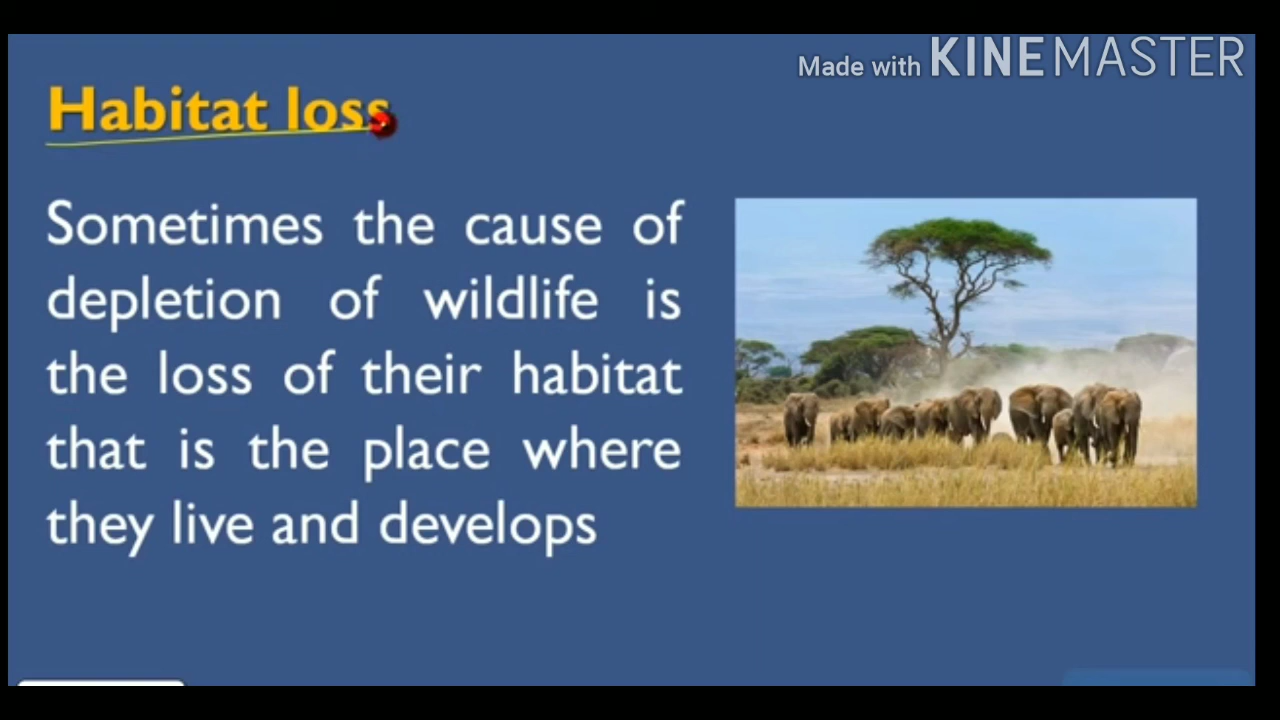 Made with KINEMASTER
Habitat loss
Sometimes the cause of
depletion of wildlife is
the loss of their habitat
that is the place where
they live and develops